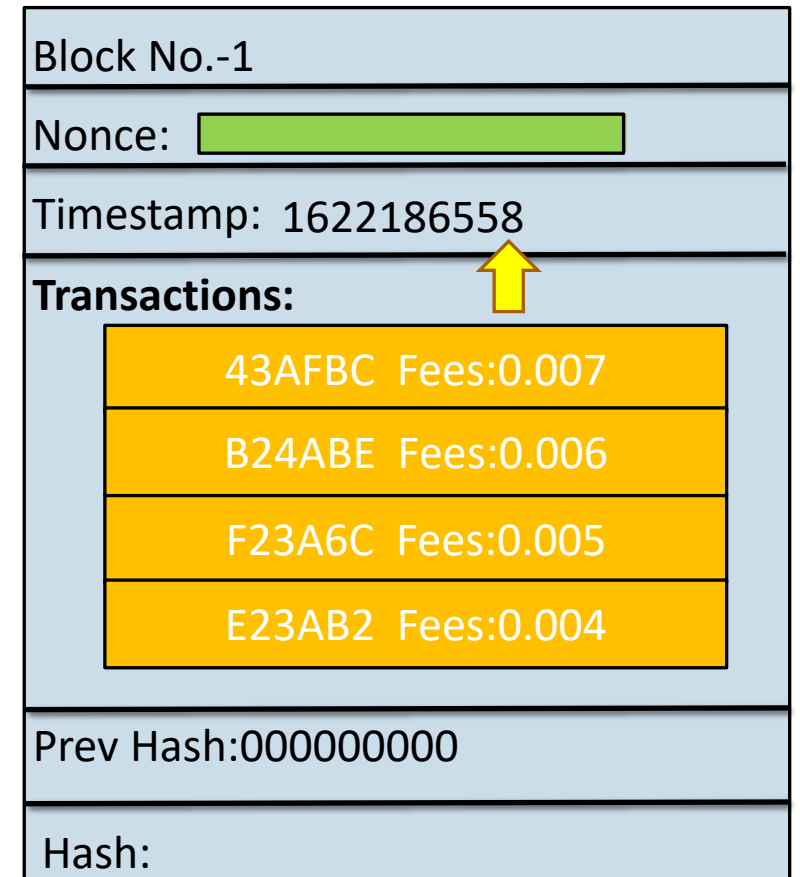 Block No.-1
Nonce:
Timestamp: 1622186558
Transactions:
43AFBC Fees:0.007
B24ABE Fees:0.006
F23A6C Fees:0.005
E23AB2 Fees:0.004
Prev Hash:000000000
Hash: